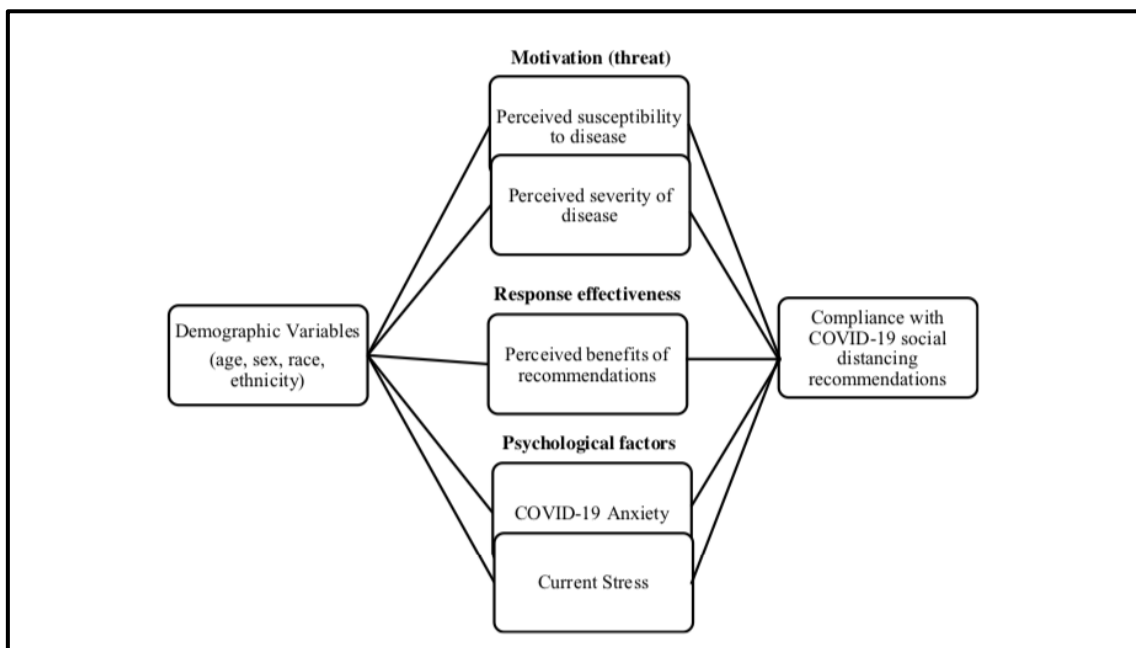 Motivation (threat)
Perceived susceptibility
to disease
Perceived severity of
disease
Response effectiveness
Demographic Variables
(age, sex, race,
ethnicity)
Perceived benefits of
recommendations
Compliance with
COVID-19 social
distancing
recommendations
Psychological factors
COVID-19 Anxiety
Current Stress